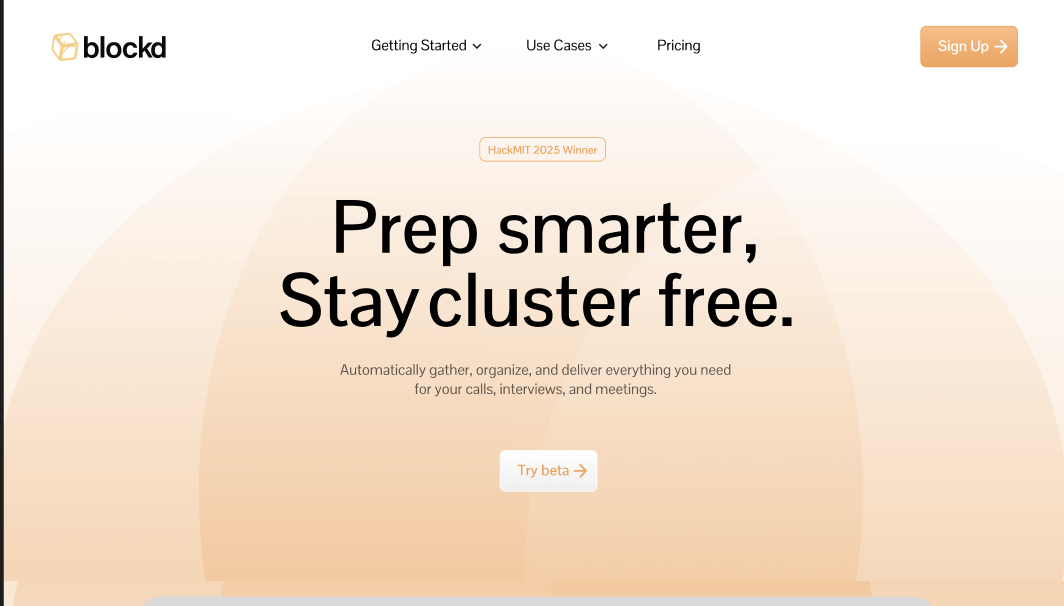 blockd
Getting Started
Use Cases
Pricing
Sign Up
HackMIT 2025 Winner
Prep smarter,
Stay cluster free.
Automatically gather, organize, and deliver everything you need
for your calls, interviews, and meetings.
Try beta